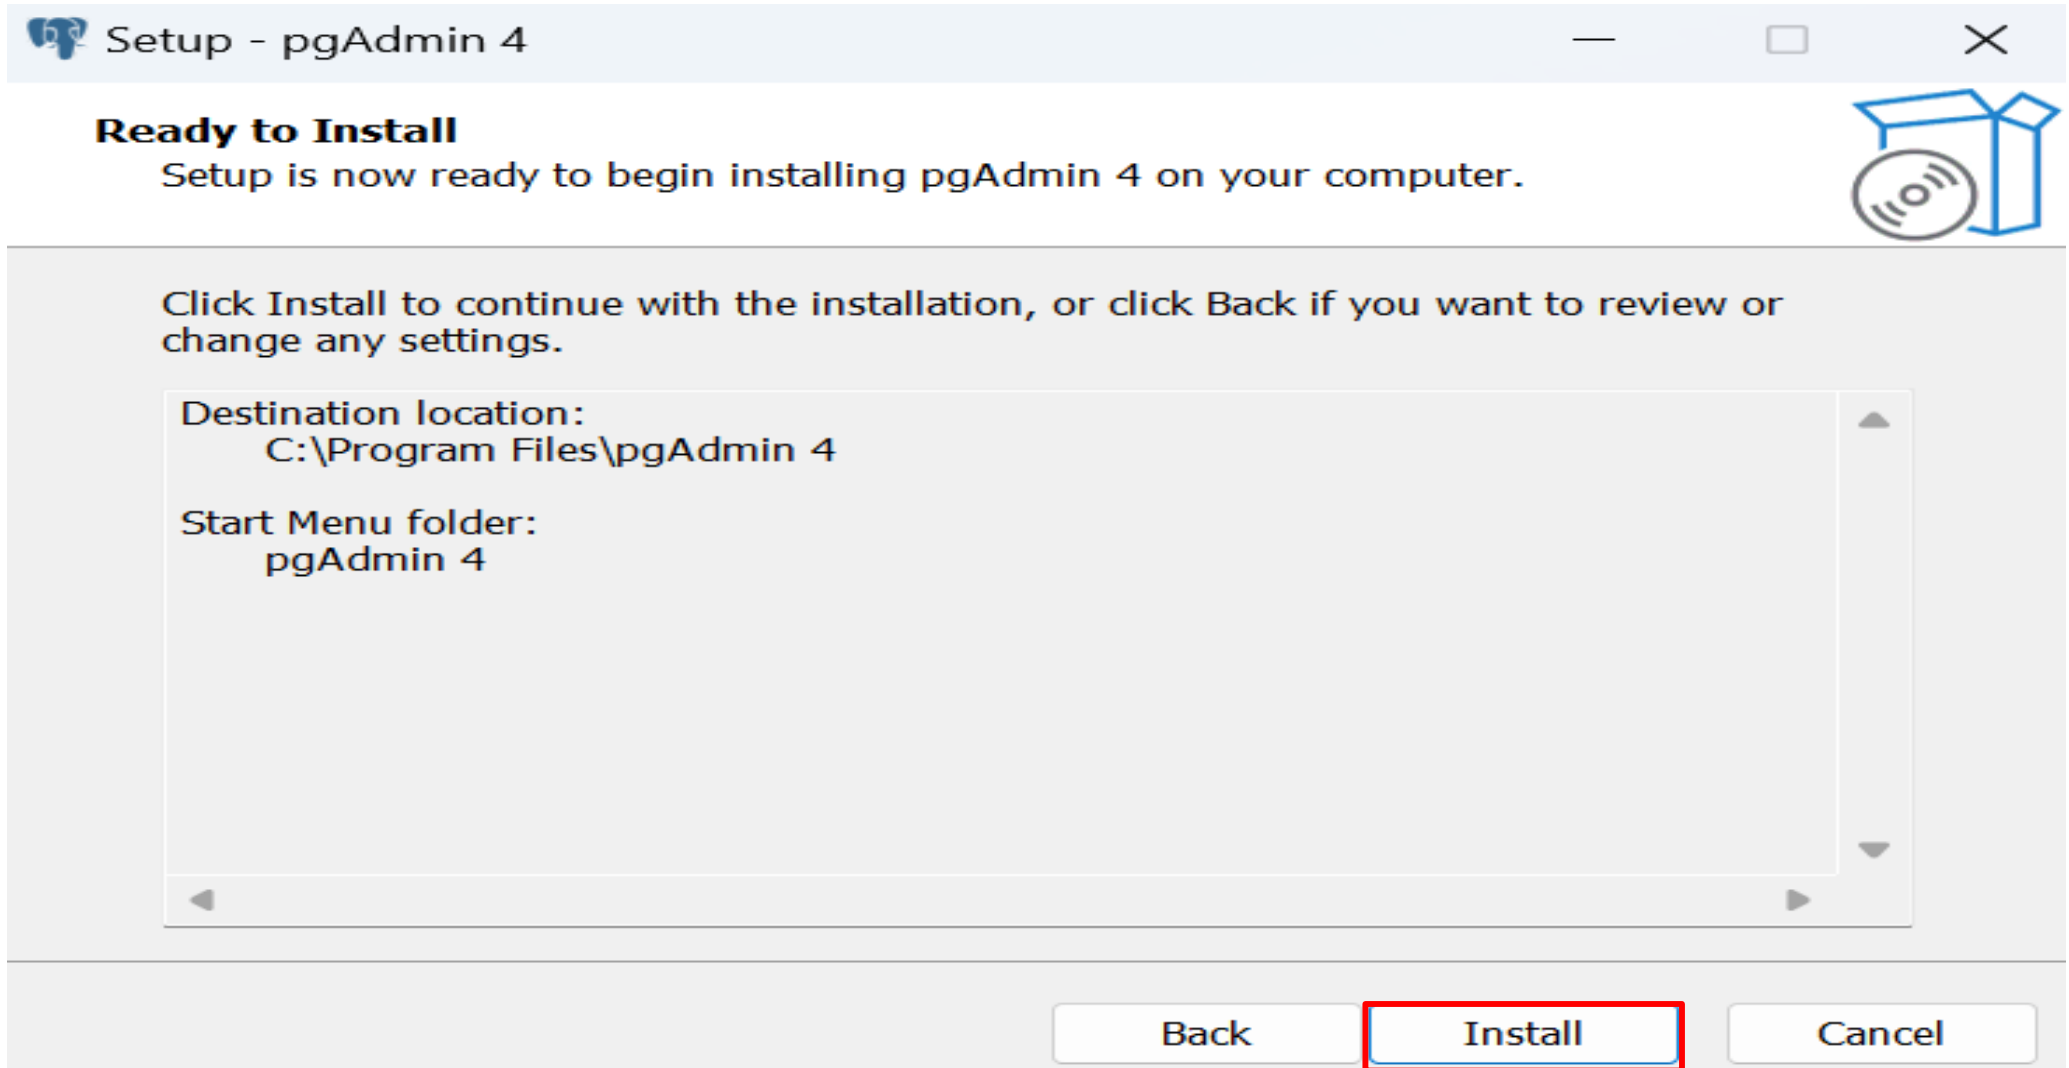 Setup - pgAdmin 4
Ready to Install
Setup is now ready to begin installing pgAdmin 4 on your computer.
Click Install to continue with the installation, or click Back if you want to review or
change any settings.
Destination location:
C:\Program Files\pgAdmin 4
Start Menu folder:
pgAdmin 4
Back
Install
Cancel